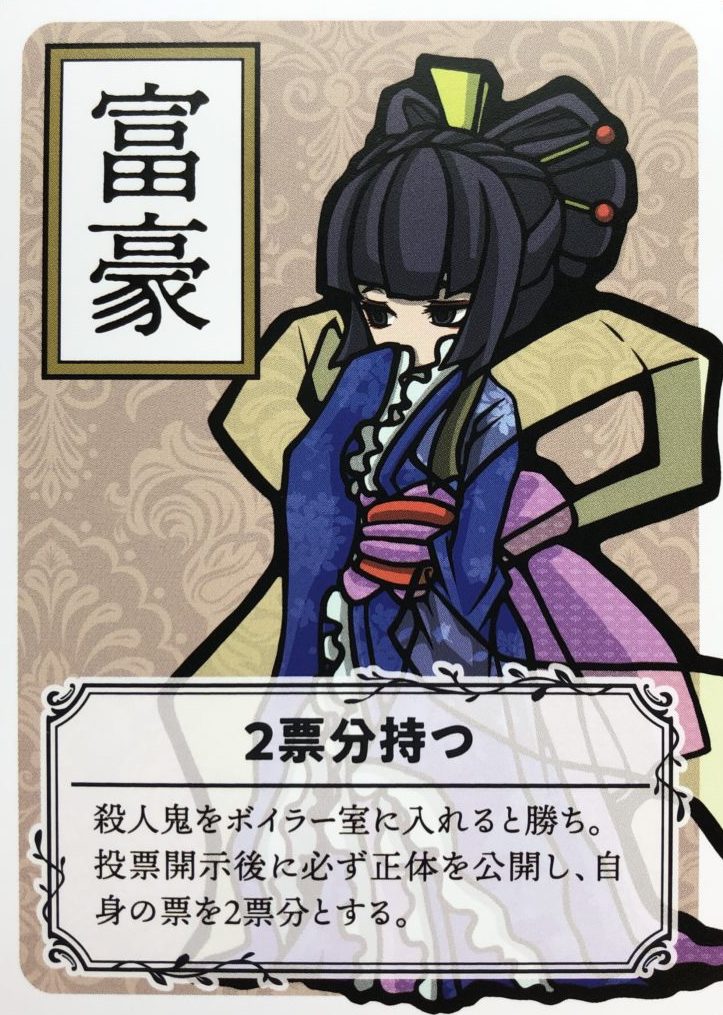 富豪
2票分持つ
殺人鬼をボイラー室に入れると勝ち。
投票開示後に必ず正体を公開し、自
身の票を2票分とする。